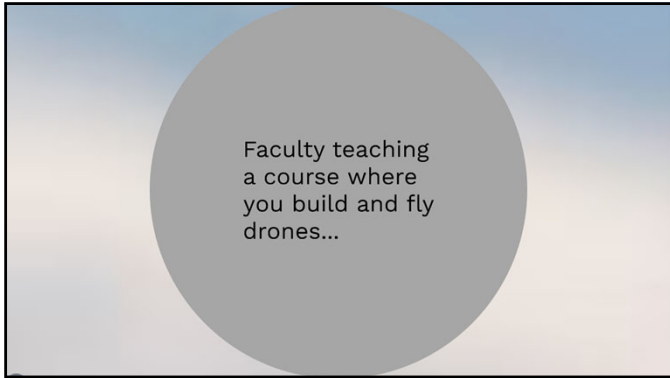 Faculty teaching
a course where
you build and fly
drones...